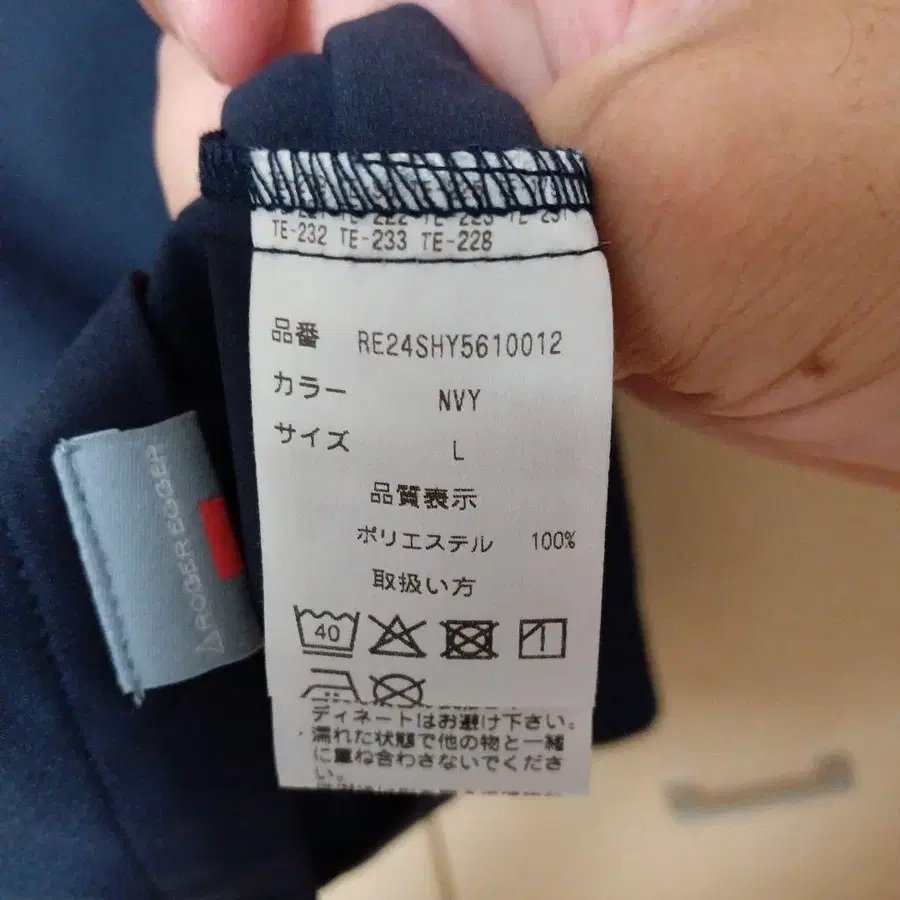 TE-232 TE-233 TE-228
品番 RE24SHY5610012
カラー NVY
サイズ L
品質表示
ポリエステル 100%
取扱い方
40
ディネートはお避け下さい。
・濡れた状態で他の物と一緒
に重ね合わさないでくださ
い。
ROGER EGGER